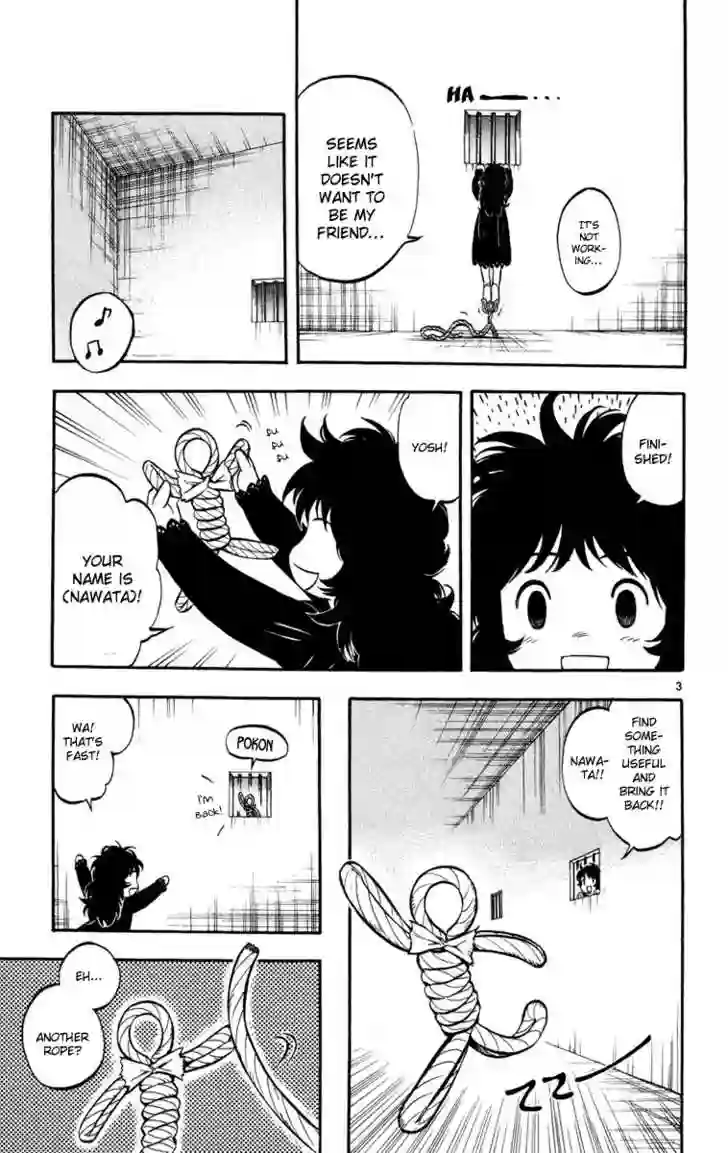 HA ——...
SEEMS
LIKE IT
DOESN'T
WANT TO
BE MY
FRIEND...
IT'S
NOT
WORK-
ING...
FINI-
SHED!
YOSH!
YOUR
NAME IS
(NAWATA)!
3
FIND
SOME-
THING
USEFUL
AND
BRING IT
BACK!!
NAWA-
TA!!
POKON
I'm
Back!
WA!
THAT'S
FAST!
EH...
ANOTHER
ROPE?